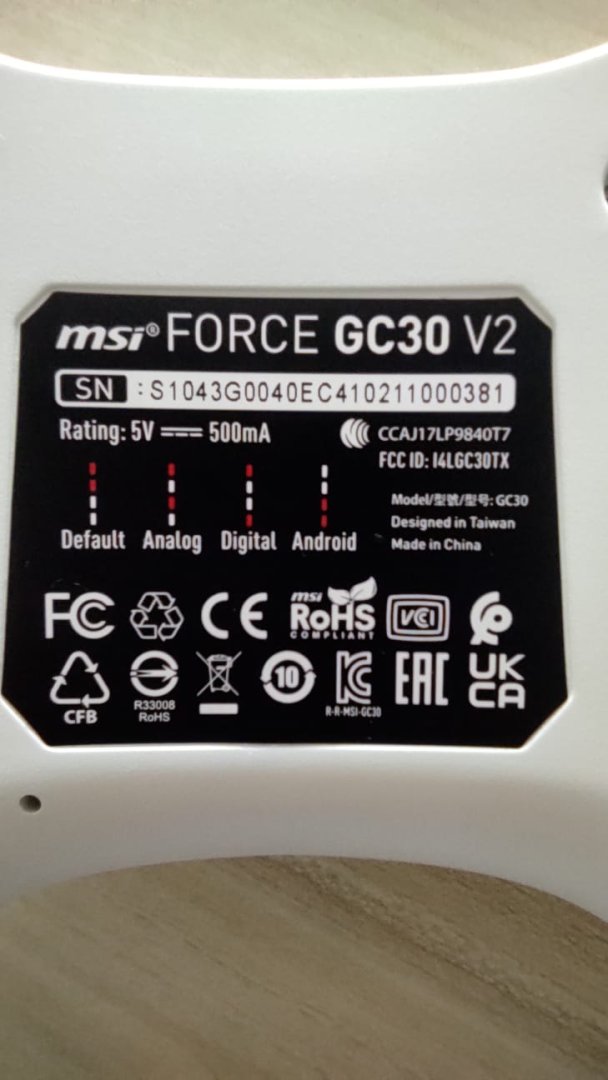 msi® FORCE GC30 V2
SN : S1043G0040EC410211000381
Rating: 5V 500mA
CCAJ17LP9840T7
FCC ID: I4LGC30TX
Default Analog Digital Android
Model/型號/型号: GC30
Designed in Taiwan
Made in China
FC CE msi RoHS COMPLIANT VCI
CFB R33008 RoHS 10 R-R-MSI-GC30 EAC UK CA